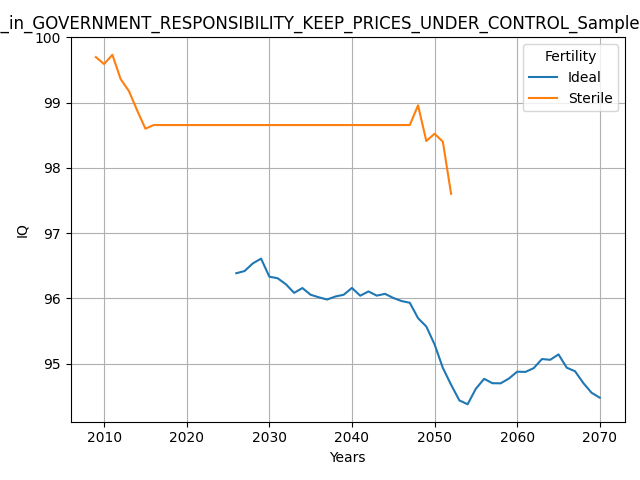 _in_GOVERNMENT_RESPONSIBILITY_KEEP_PRICES_UNDER_CONTROL_Sample
Fertility
Ideal
Sterile
IQ
100
99
98
97
96
95
2010 2020 2030 2040 2050 2060 2070
Years